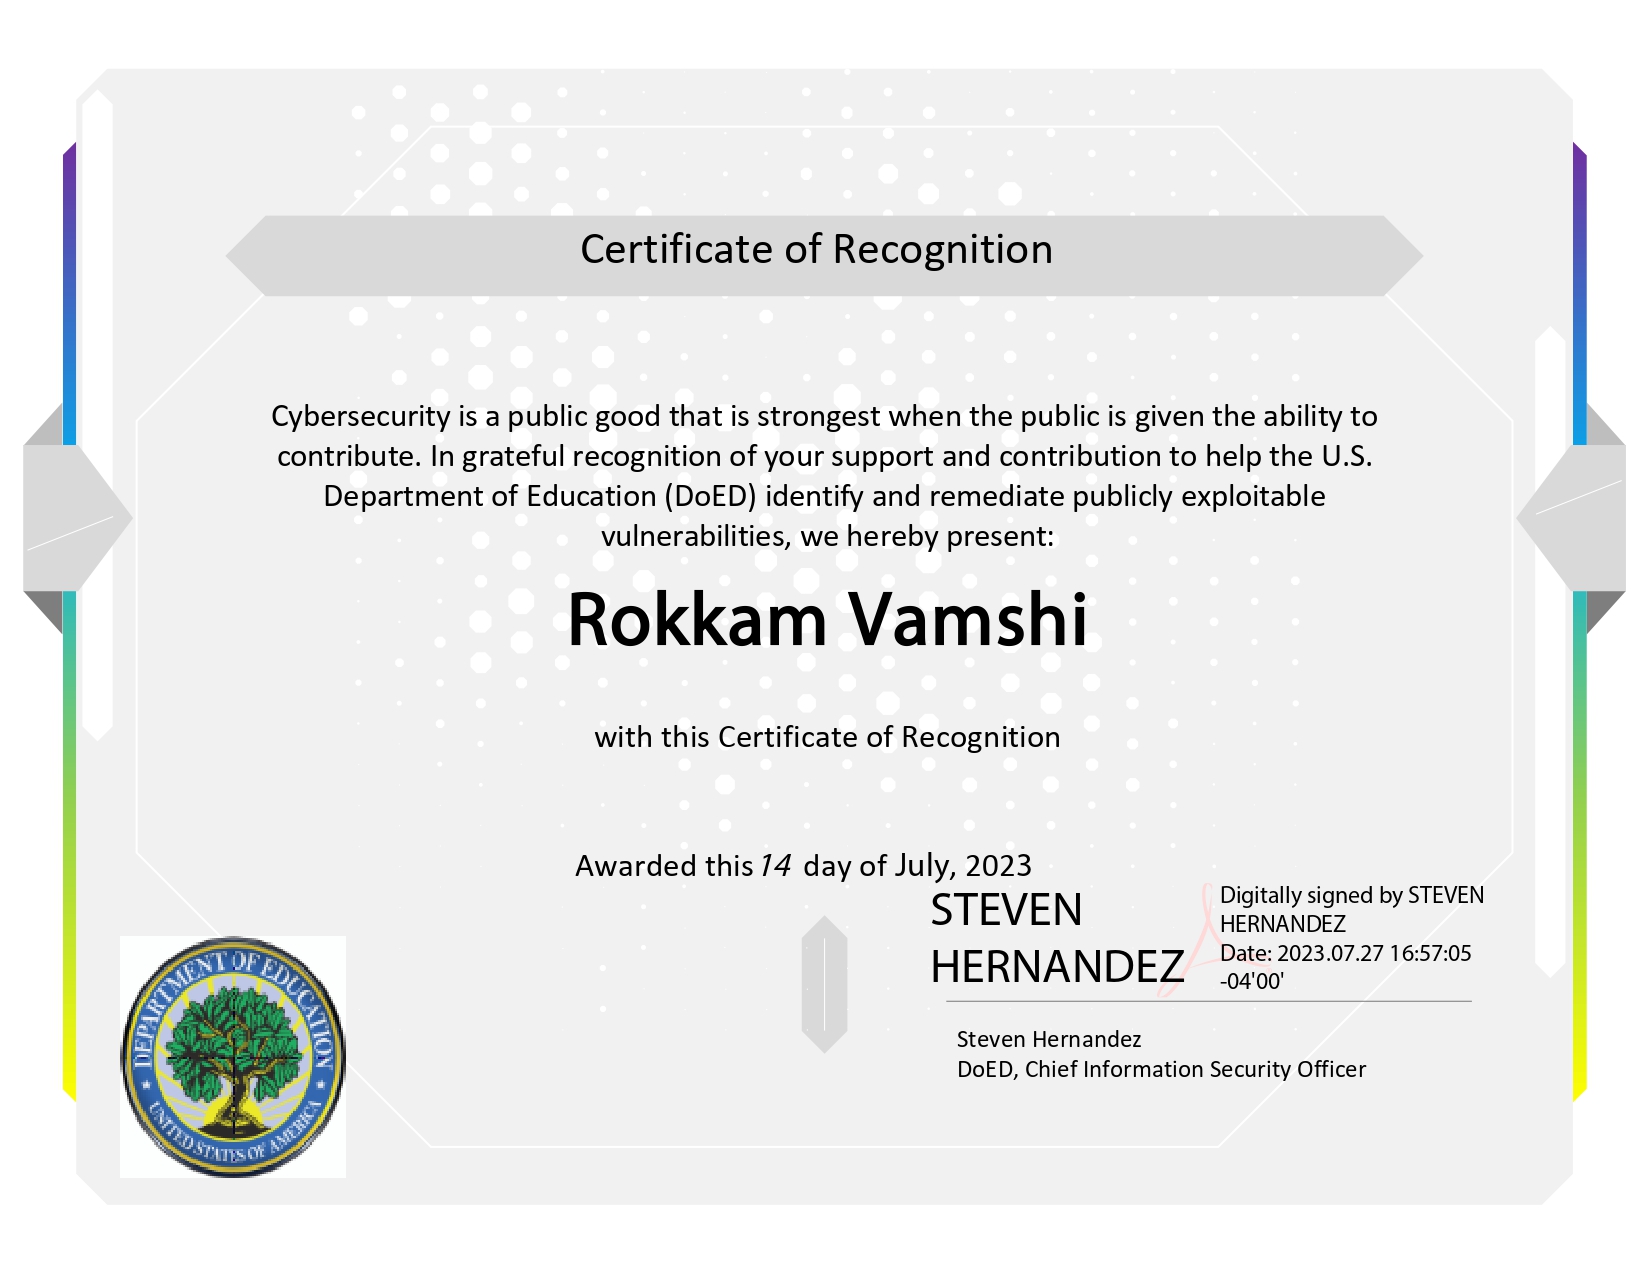 Certificate of Recognition
Cybersecurity is a public good that is strongest when the public is given the ability to
contribute. In grateful recognition of your support and contribution to help the U.S.
Department of Education (DoED) identify and remediate publicly exploitable
vulnerabilities, we hereby present:
Rokkam Vamshi
with this Certificate of Recognition
Awarded this 14 day of July, 2023
STEVEN
HERNANDEZ
Digitally signed by STEVEN
HERNANDEZ
Date: 2023.07.27 16:57:05
-04'00'
Steven Hernandez
DoED, Chief Information Security Officer
DEPARTMENT OF EDUCATION
UNITED STATES OF AMERICA